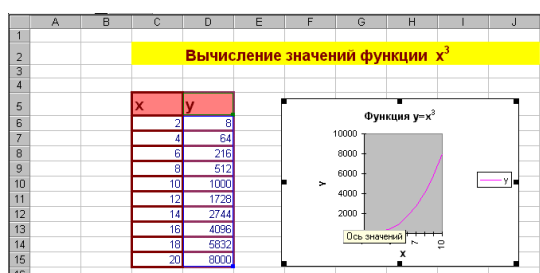 A B C D E F G H I J
1
2 Вычисление значений функции x³
3
4
5 x y
6 2 8
7 4 64
8 6 216
9 8 512
10 10 1000
11 12 1728
12 14 2744
13 16 4096
14 18 5832
15 20 8000
Функция y=x³
10000
8000
6000
4000
2000
Y
y
Ось значений
7
10
X